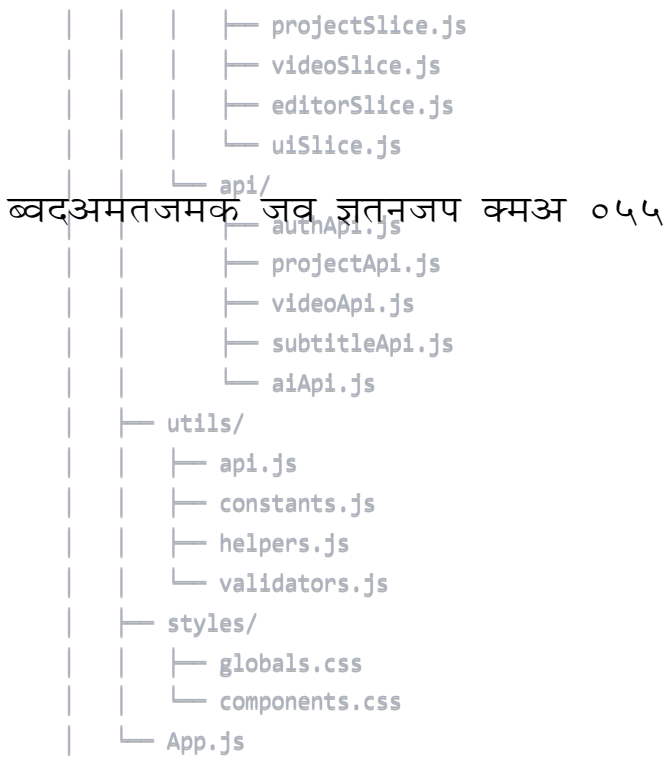 │   │   │   ├── projectSlice.js
│   │   │   ├── videoSlice.js
│   │   │   ├── editorSlice.js
│   │   │   └── uiSlice.js
│   │   └── api/
ब्वदअमतजमक जव ज्ञतनजप क्मअ ०५५
│   │       ├── authApi.js
│   │       ├── projectApi.js
│   │       ├── videoApi.js
│   │       ├── subtitleApi.js
│   │       └── aiApi.js
│   ├── utils/
│   │   ├── api.js
│   │   ├── constants.js
│   │   ├── helpers.js
│   │   └── validators.js
│   ├── styles/
│   │   ├── globals.css
│   │   └── components.css
│   └── App.js